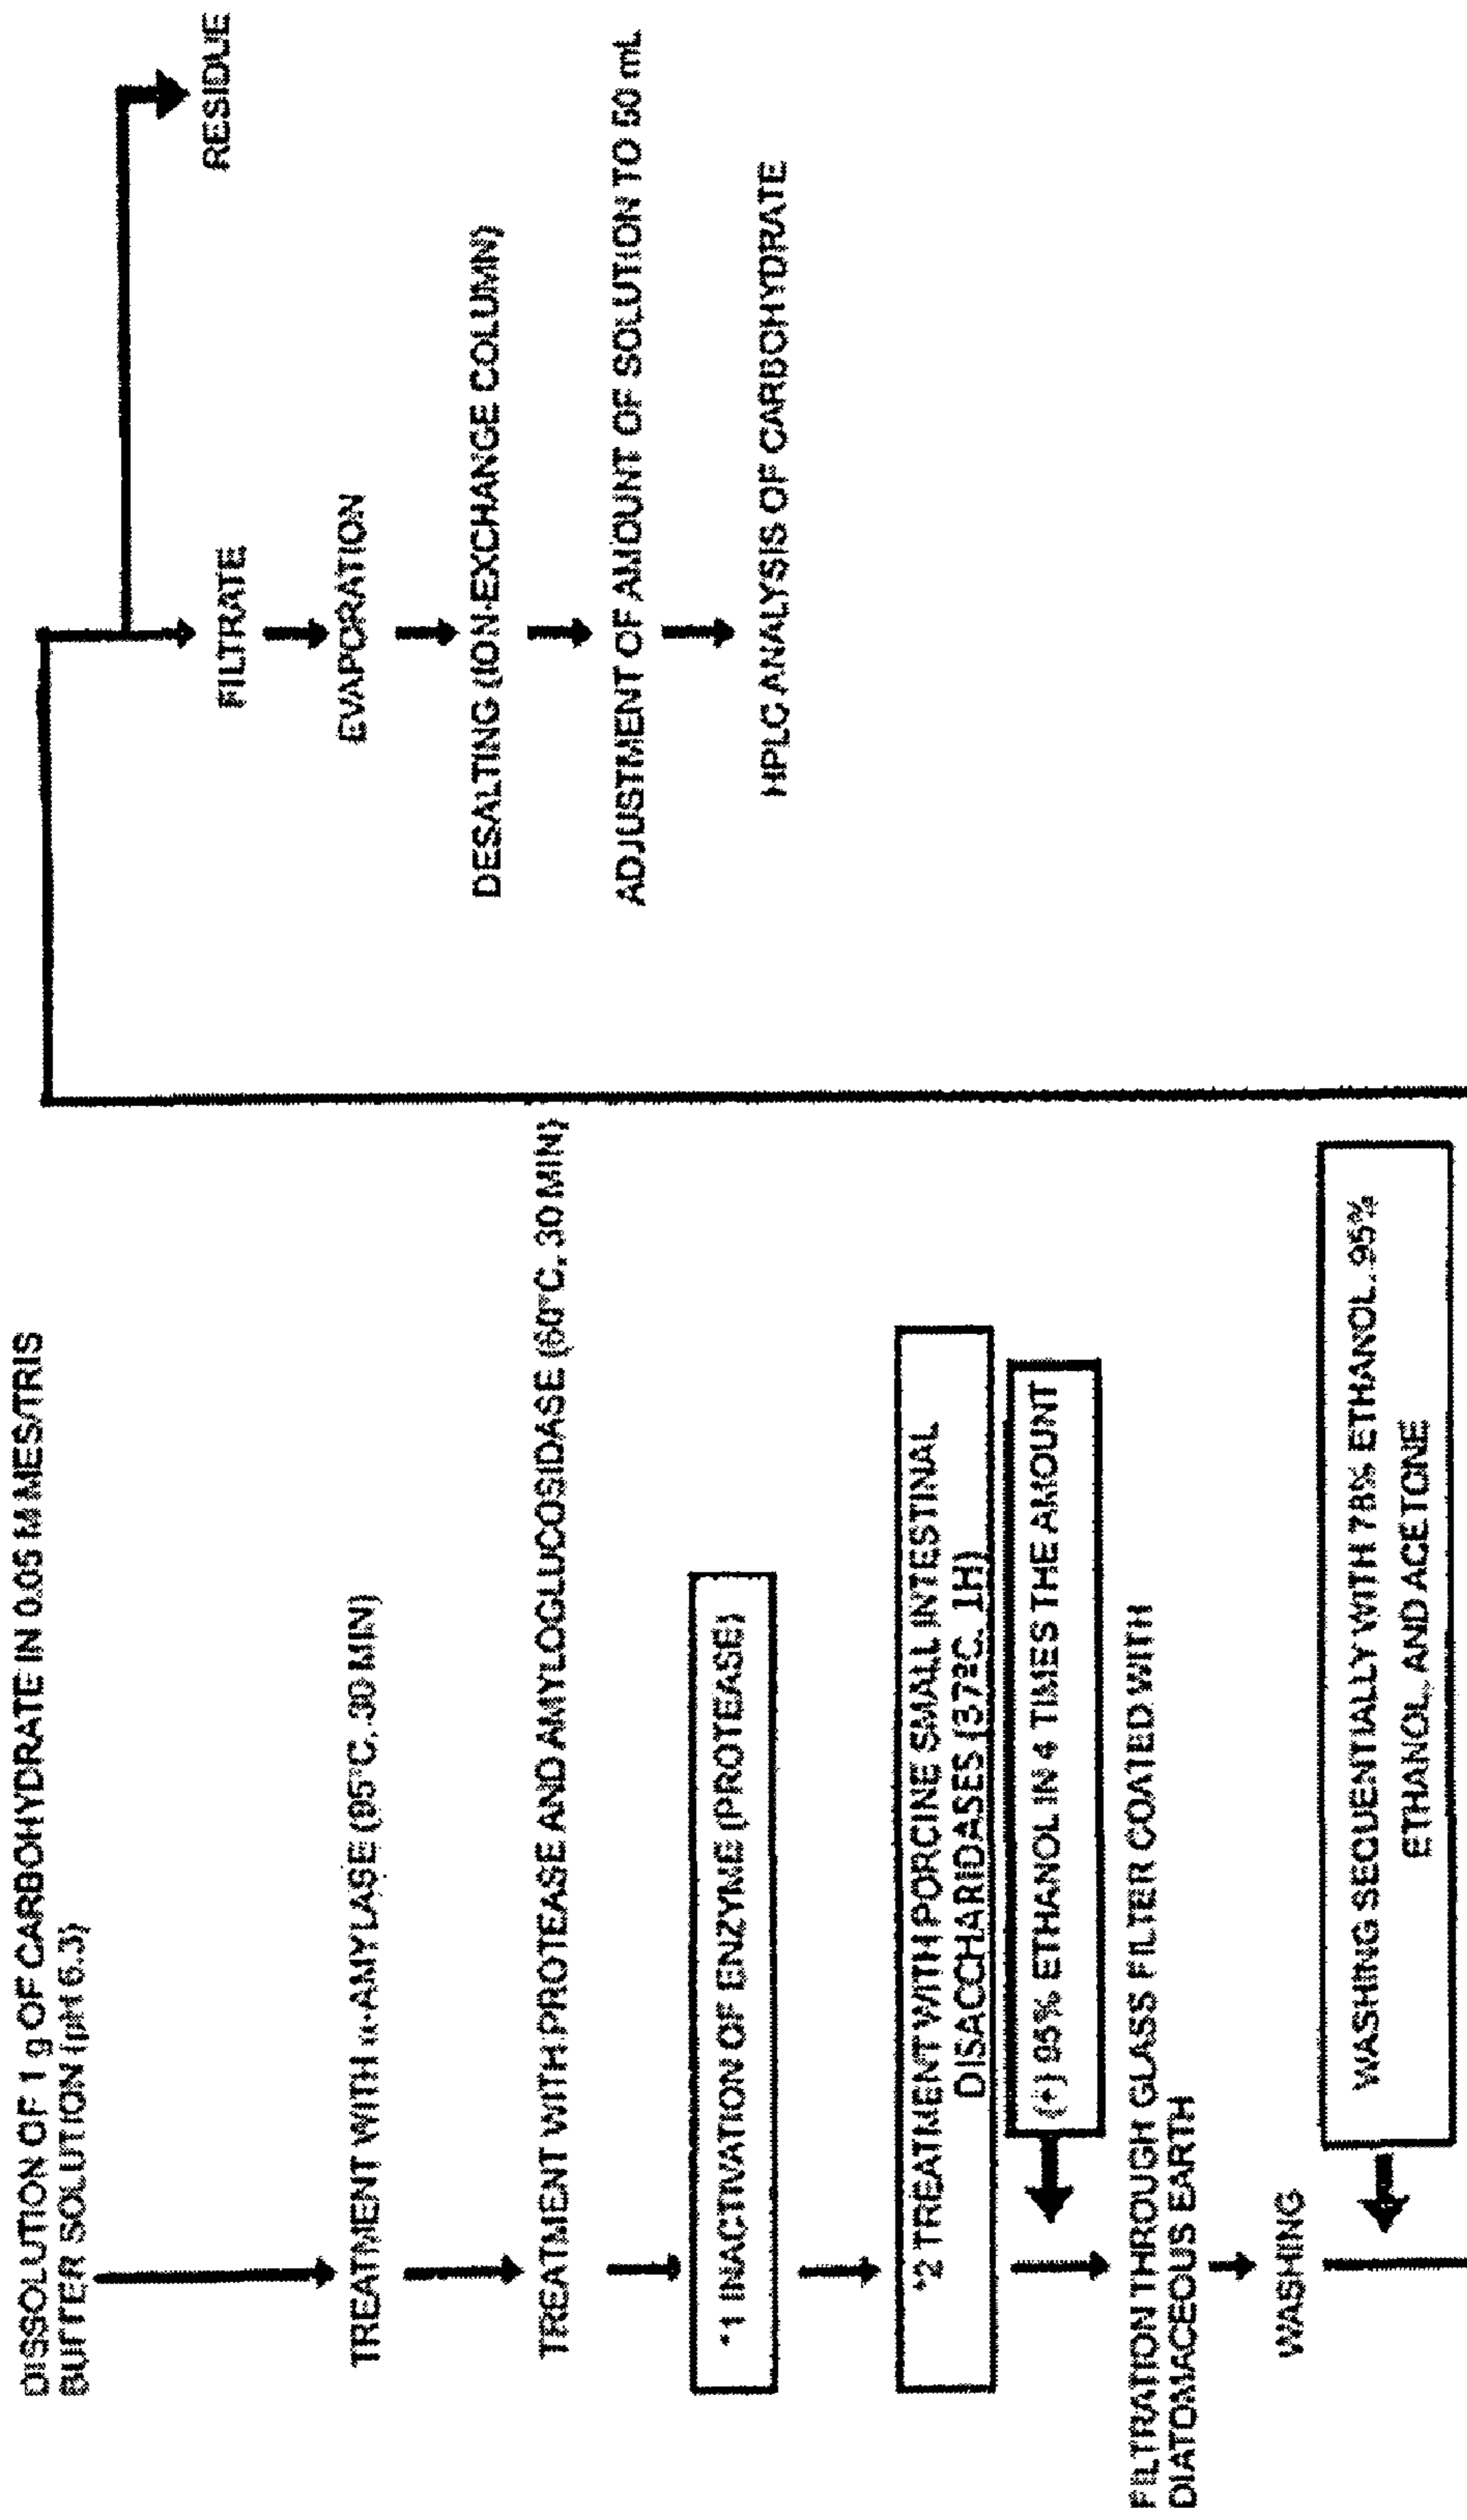 DISSOLUTION OF 1 g OF CARBOHYDRATE IN 0.05 M MES/TRIS
BUFFER SOLUTION (pH 6.3)
TREATMENT WITH α-AMYLASE (95°C, 30 MIN)
TREATMENT WITH PROTEASE AND AMYLOGLUCOSIDASE (60°C, 30 MIN)
*1 INACTIVATION OF ENZYME (PROTEASE)
*2 TREATMENT WITH PORCINE SMALL INTESTINAL
DISACCHARIDASES (37ºC, 1H)
(+) 95% ETHANOL IN 4 TIMES THE AMOUNT
FILTRATION THROUGH GLASS FILTER COATED WITH
DIATOMACEOUS EARTH
WASHING
WASHING SEQUENTIALLY WITH 78% ETHANOL, 95%
ETHANOL, AND ACETONE
FILTRATE
RESIDUE
EVAPORATION
DESALTING (ION-EXCHANGE COLUMN)
ADJUSTMENT OF AMOUNT OF SOLUTION TO mL
HPLC ANALYSIS OF CARBOHYDRATE